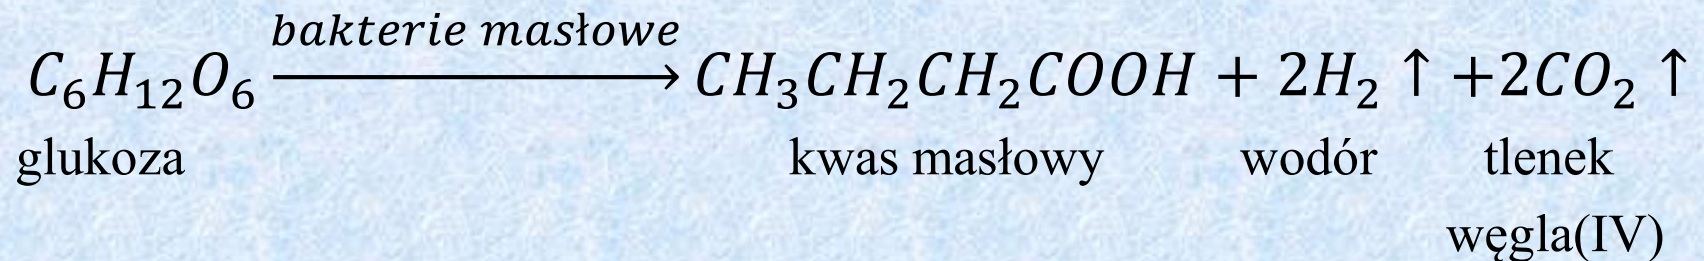 bakterie masłowe
C₆H₁₂O₆ ⟶ CH₃CH₂CH₂COOH + 2H₂ ↑ +2CO₂ ↑
glukoza kwas masłowy wodór tlenek
węgla(IV)